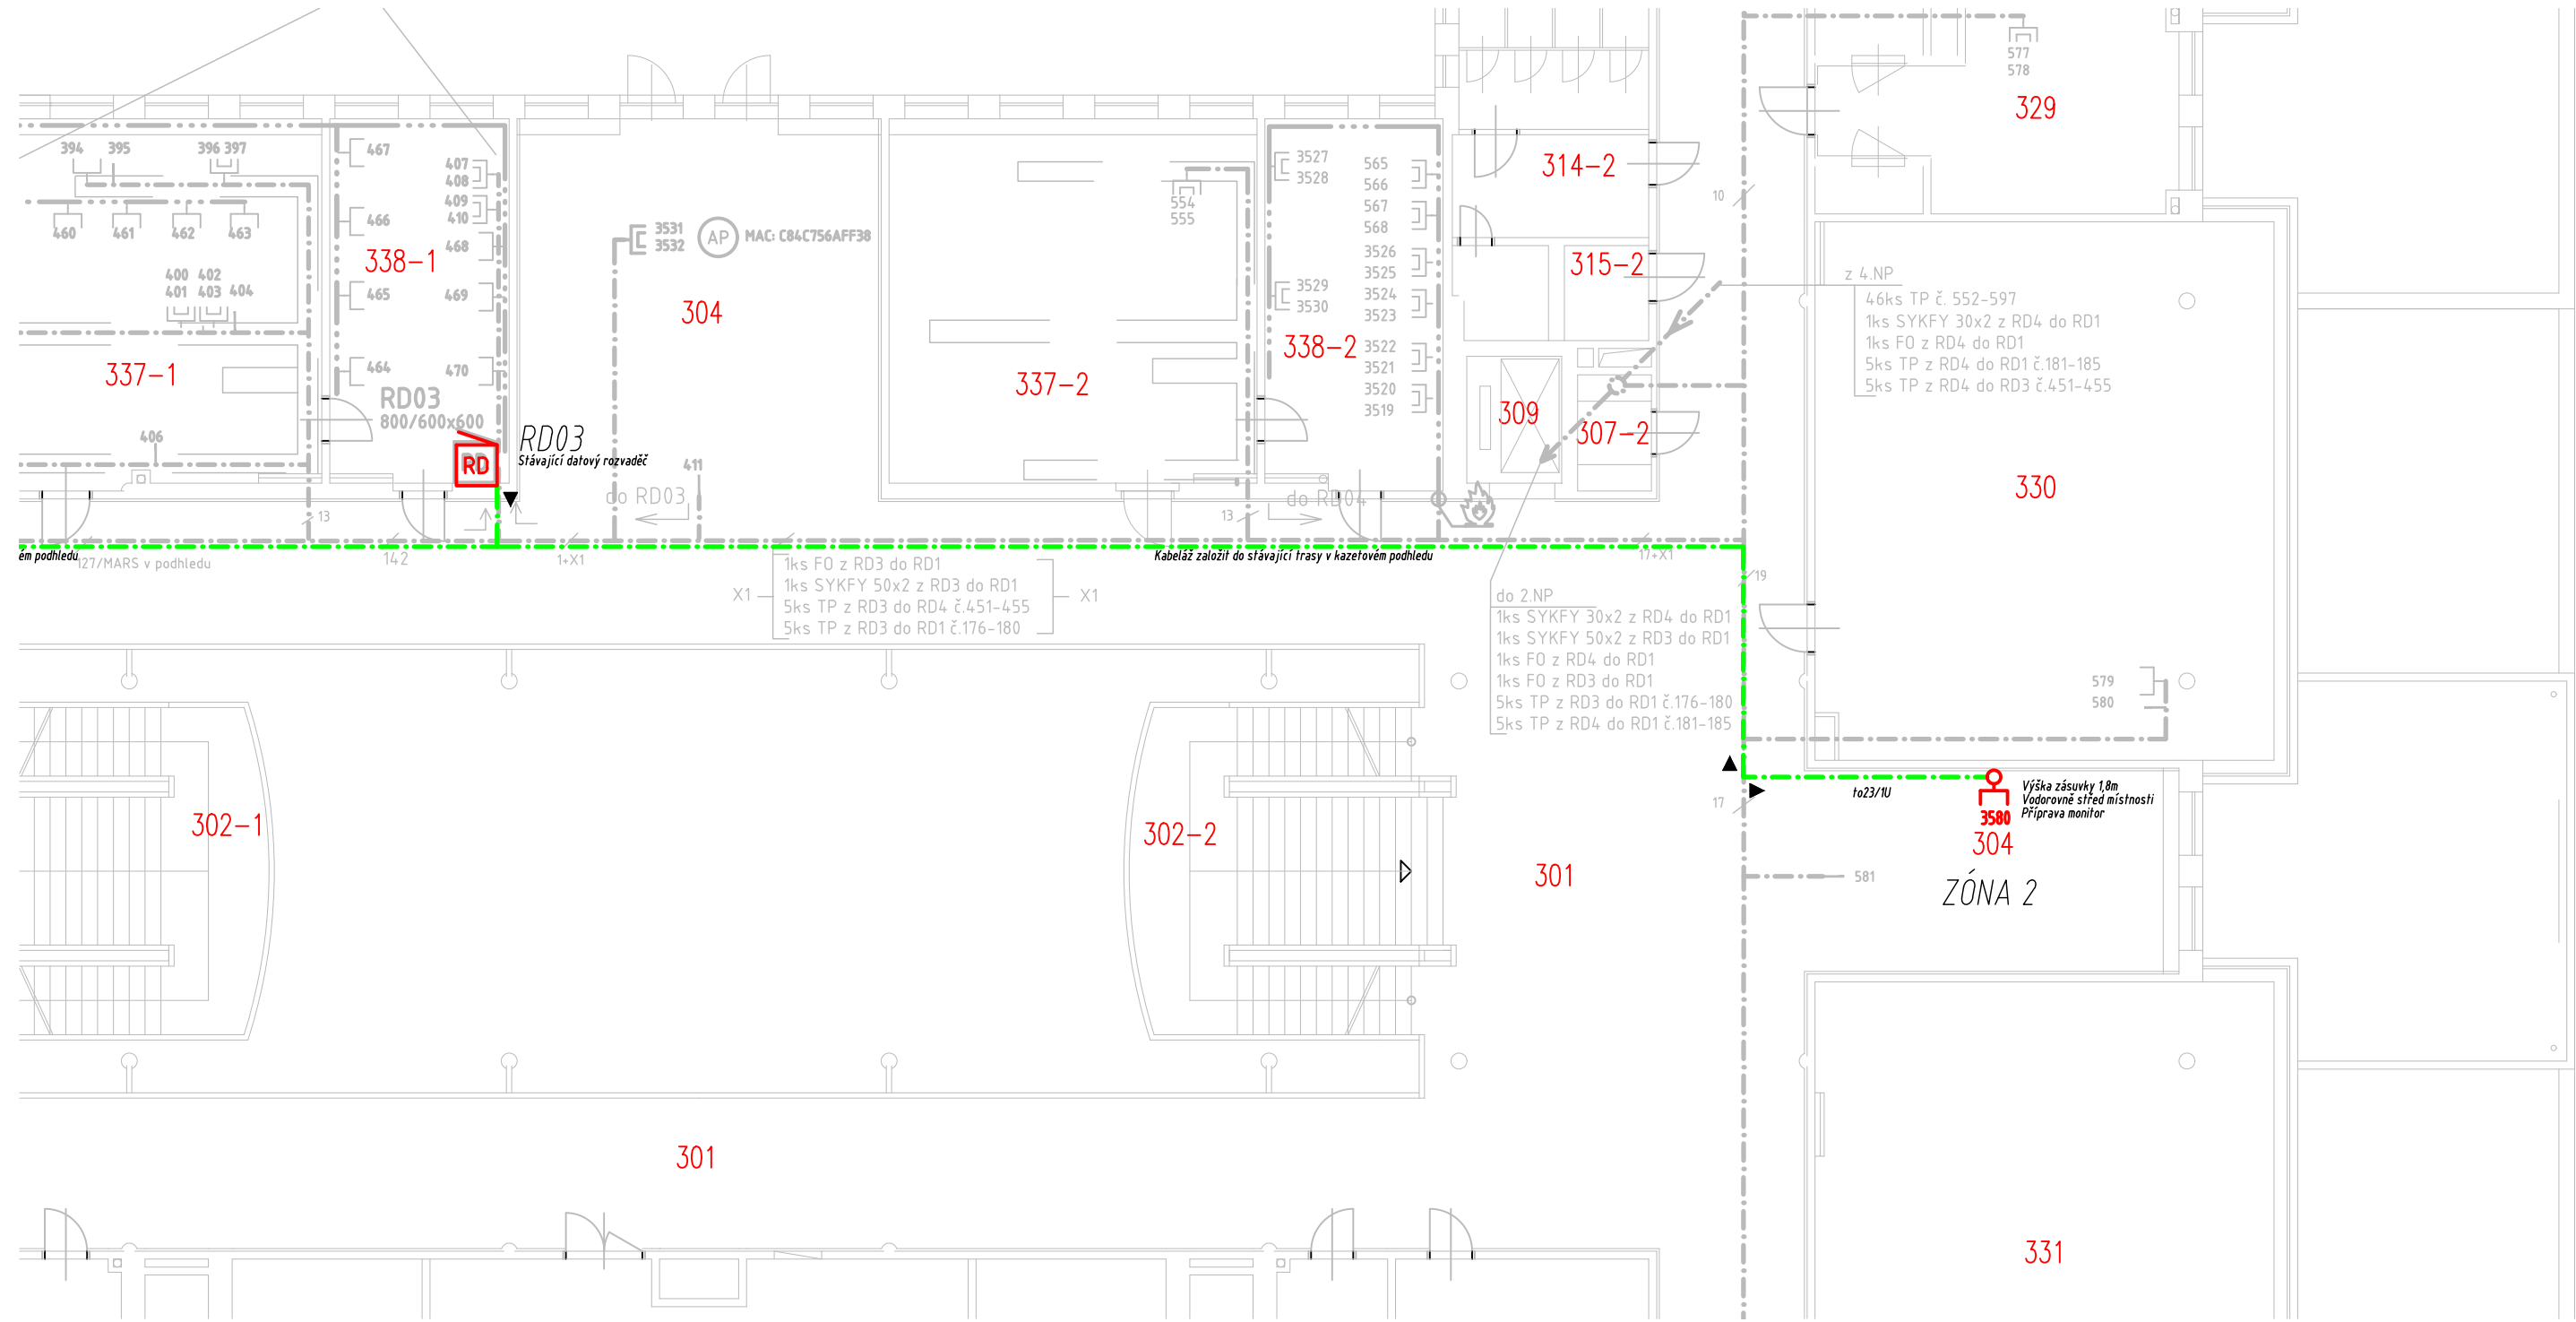 577
578
329
394 395 396 397
467
407
408
409
410
466
468
460 461 462 463
338-1
400 402
401 403 404
465
469
337-1
464
470
RD03
800/600x600
406
RD
RD03
Stávající datový rozvaděč
3531
3532
AP
MAC: C84C756AFF38
304
411
do RD03
554
555
337-2
3527
3528
565
566
567
568
3526
3525
3529
3530
3524
3523
338-2
3522
3521
3520
3519
do RD04
314-2
315-2
309
307-2
10
z 4.NP
46ks TP č. 552-597
1ks SYKFY 30x2 z RD4 do RD1
1ks FO z RD4 do RD1
5ks TP z RD4 do RD1 č.181-185
5ks TP z RD4 do RD3 č.451-455
330
13
13
ém podhledu
127/MARS v podhledu
142
1+X1
Kabeláž založit do stávající trasy v kazetovém podhledu
17+X1
19
X1
1ks FO z RD3 do RD1
1ks SYKFY 50x2 z RD3 do RD1
5ks TP z RD3 do RD4 č.451-455
5ks TP z RD3 do RD1 č.176-180
X1
do 2.NP
1ks SYKFY 30x2 z RD4 do RD1
1ks SYKFY 50x2 z RD3 do RD1
1ks FO z RD4 do RD1
1ks FO z RD3 do RD1
5ks TP z RD3 do RD1 č.176-180
5ks TP z RD4 do RD1 č.181-185
579
580
17
to23/1U
Výška zásuvky 1,8m
Vodorovně střed místnosti
Příprava monitor
3580
304
302-1
302-2
301
581
ZÓNA 2
301
331